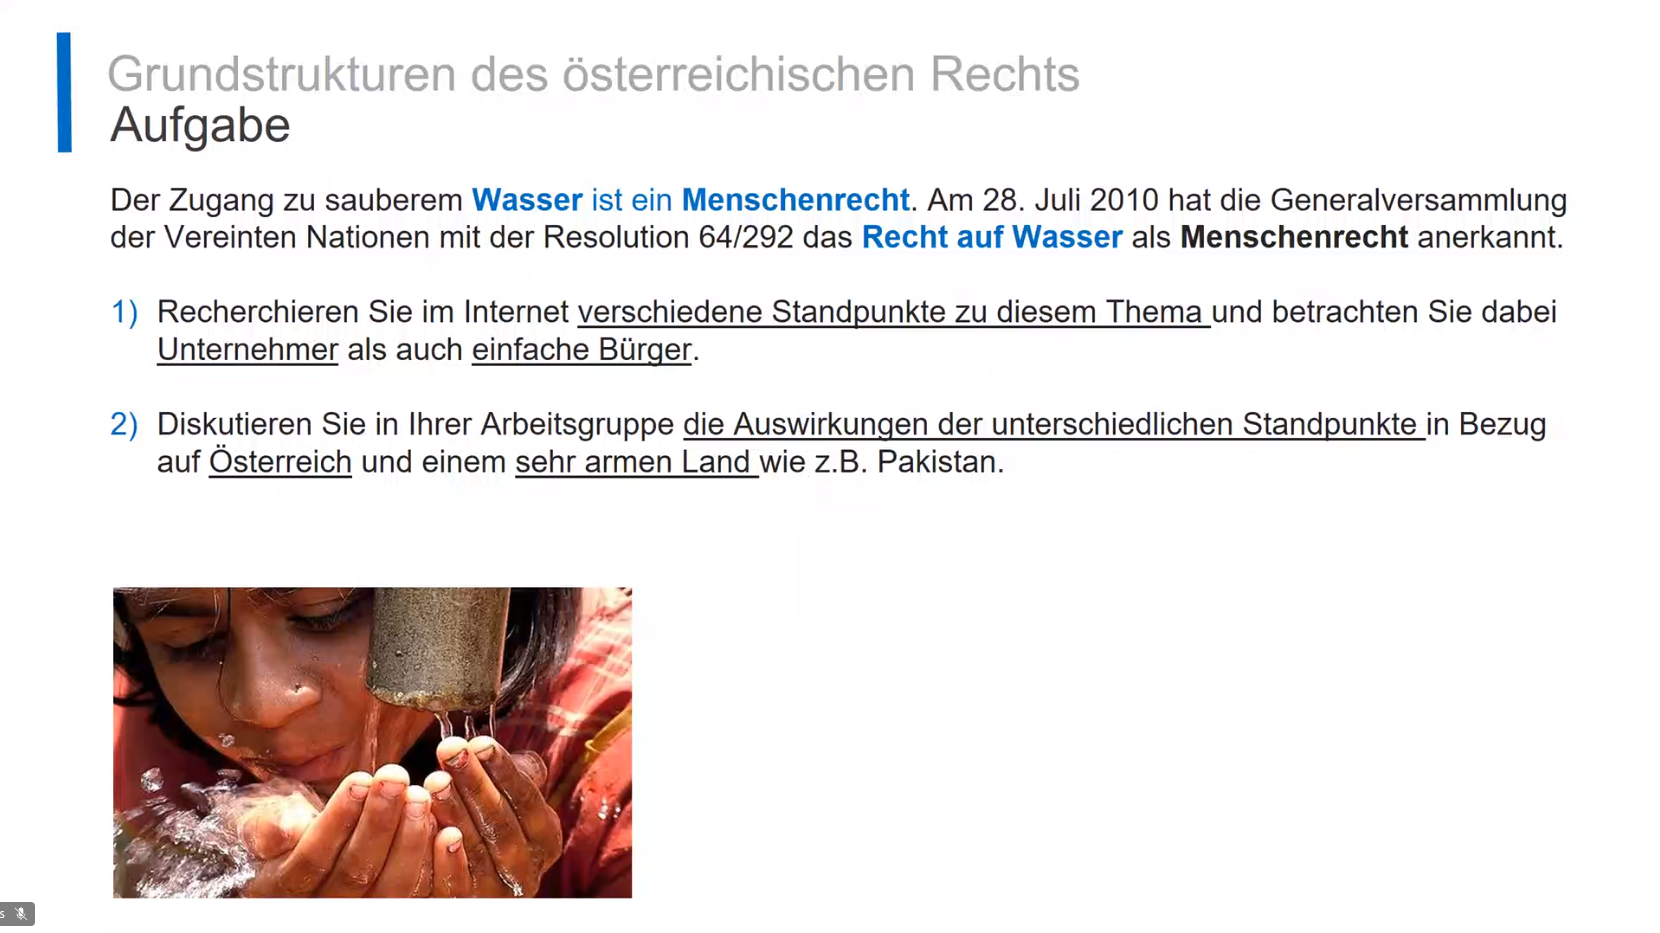 Grundstrukturen des österreichischen Rechts
Aufgabe
Der Zugang zu sauberem Wasser ist ein Menschenrecht. Am 28. Juli 2010 hat die Generalversammlung
der Vereinten Nationen mit der Resolution 64/292 das Recht auf Wasser als Menschenrecht anerkannt.
1) Recherchieren Sie im Internet verschiedene Standpunkte zu diesem Thema und betrachten Sie dabei
Unternehmer als auch einfache Bürger.
2) Diskutieren Sie in Ihrer Arbeitsgruppe die Auswirkungen der unterschiedlichen Standpunkte in Bezug
auf Österreich und einem sehr armen Land wie z.B. Pakistan.